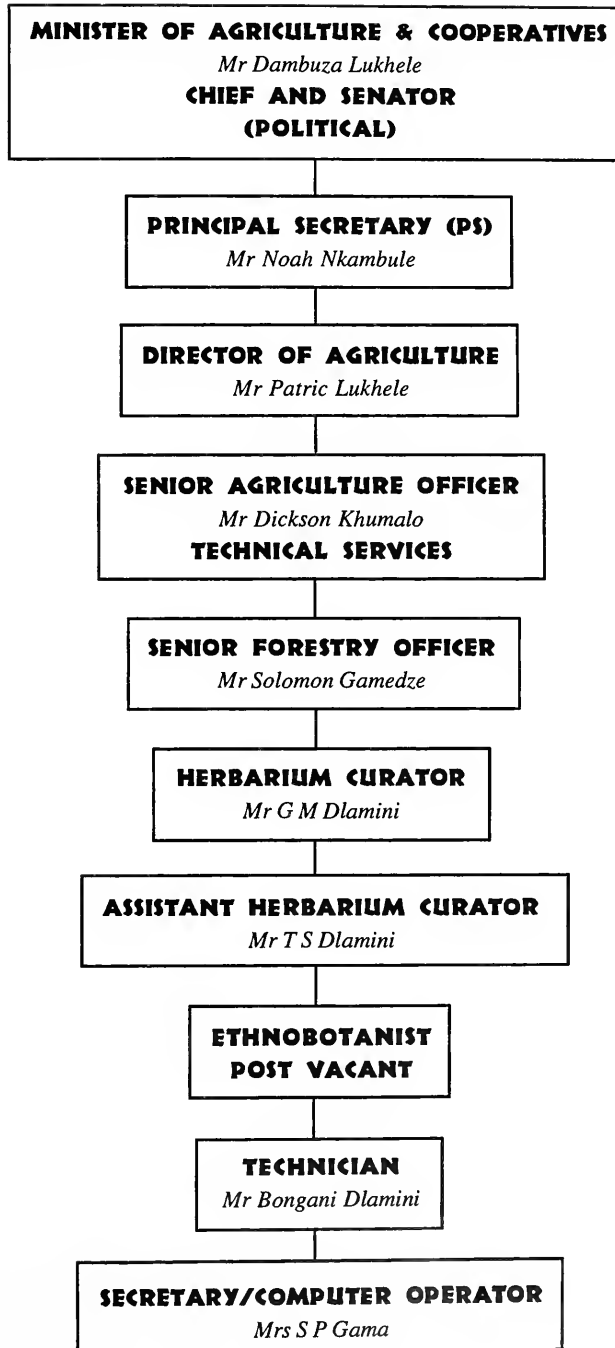 MINISTER OF AGRICULTURE & COOPERATIVES
Mr Dambuza Lukhele
CHIEF AND SENATOR
(POLITICAL)
PRINCIPAL SECRETARY (PS)
Mr Noah Nkambule
DIRECTOR OF AGRICULTURE
Mr Patric Lukhele
SENIOR AGRICULTURE OFFICER
Mr Dickson Khumalo
TECHNICAL SERVICES
SENIOR FORESTRY OFFICER
Mr Solomon Gamedze
HERBARIUM CURATOR
Mr G M Dlamini
ASSISTANT HERBARIUM CURATOR
Mr T S Dlamini
ETHNOBOTANIST
POST VACANT
TECHNICIAN
Mr Bongani Dlamini
SECRETARY/COMPUTER OPERATOR
Mrs S P Gama